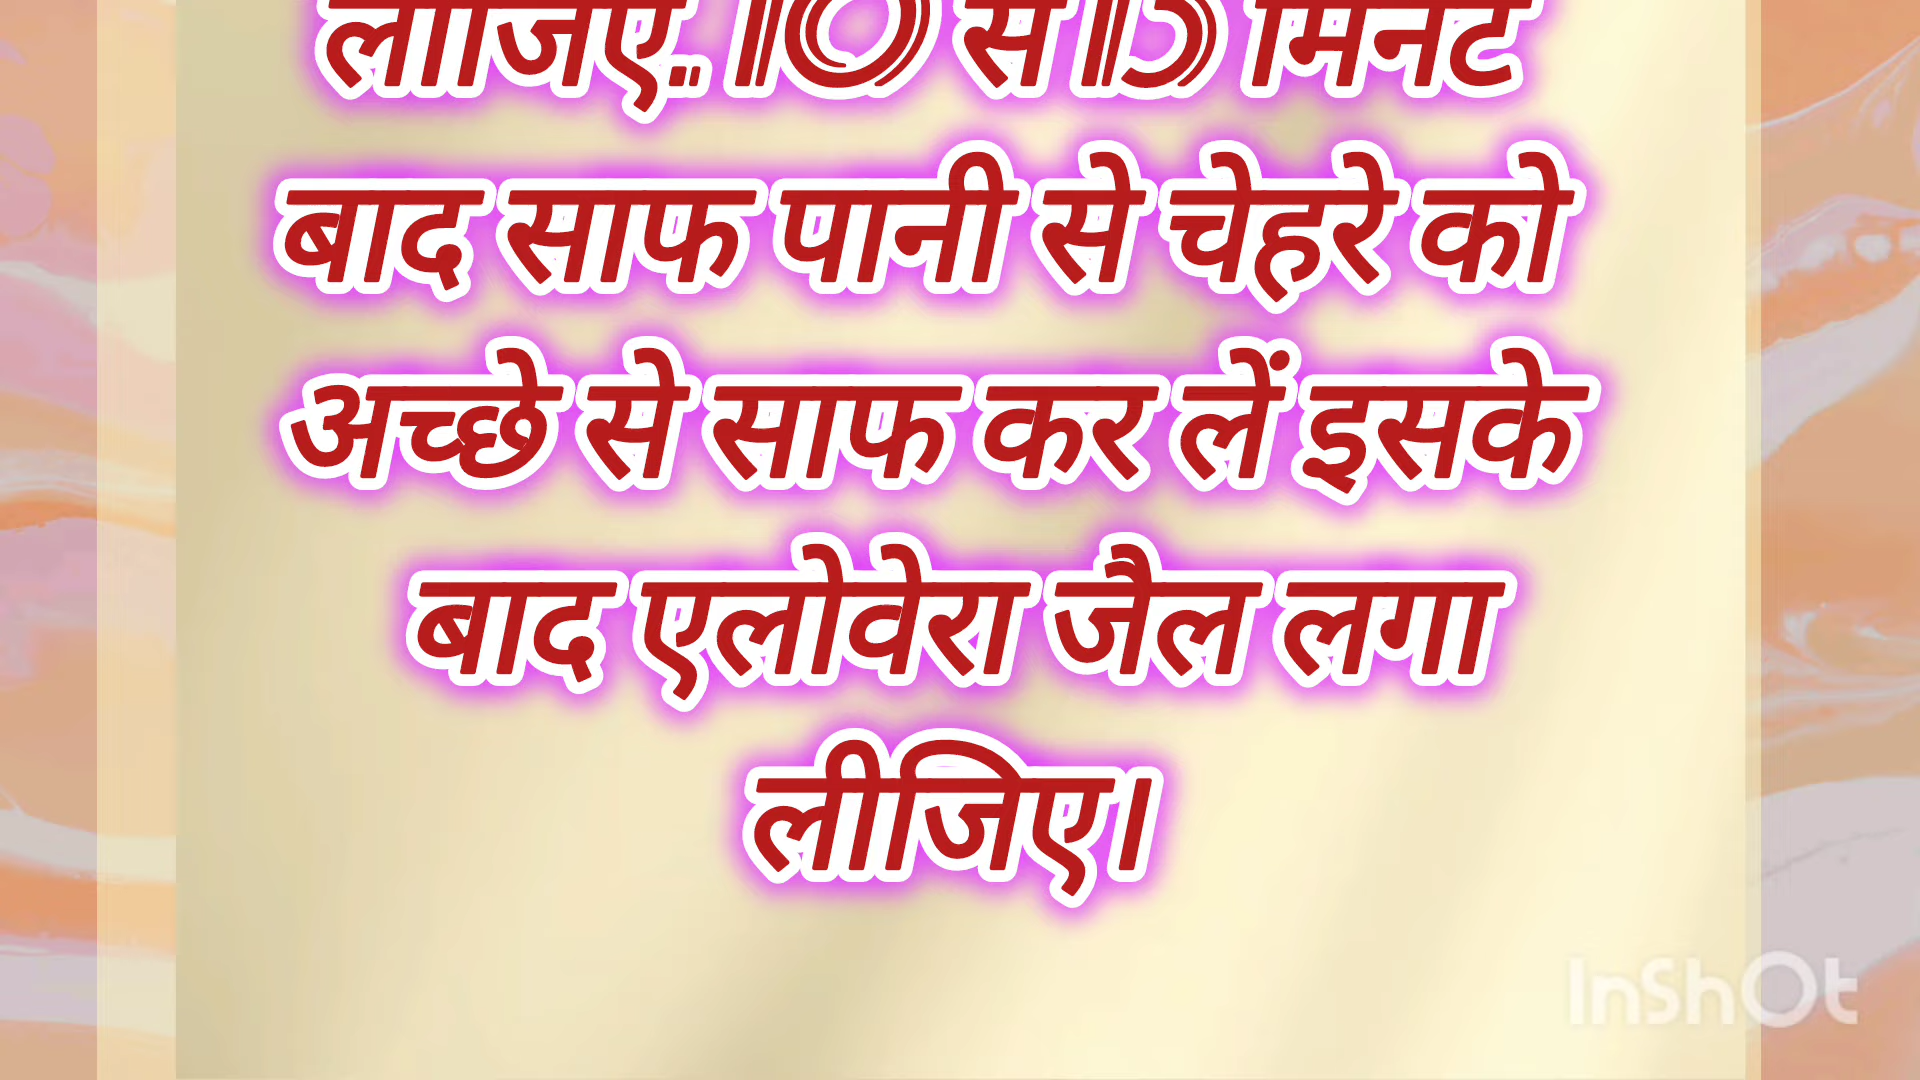 लीजिए.. 10 से 15 मिनट
बाद साफ पानी से चेहरे को
अच्छे से साफ कर लें इसके
बाद एलोवेरा जैल लगा
लीजिए।
InShOt